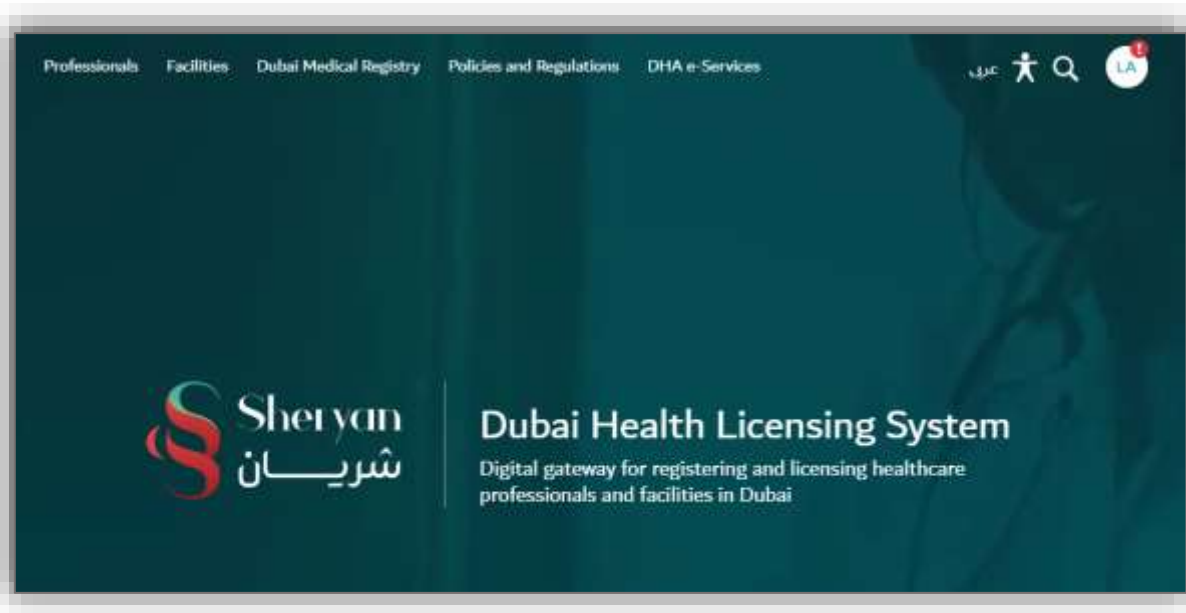 Professionals Facilities Dubai Medical Registry Policies and Regulations DHA e-Services عربي LA !
Sheryan
شريـــان
Dubai Health Licensing System
Digital gateway for registering and licensing healthcare
professionals and facilities in Dubai